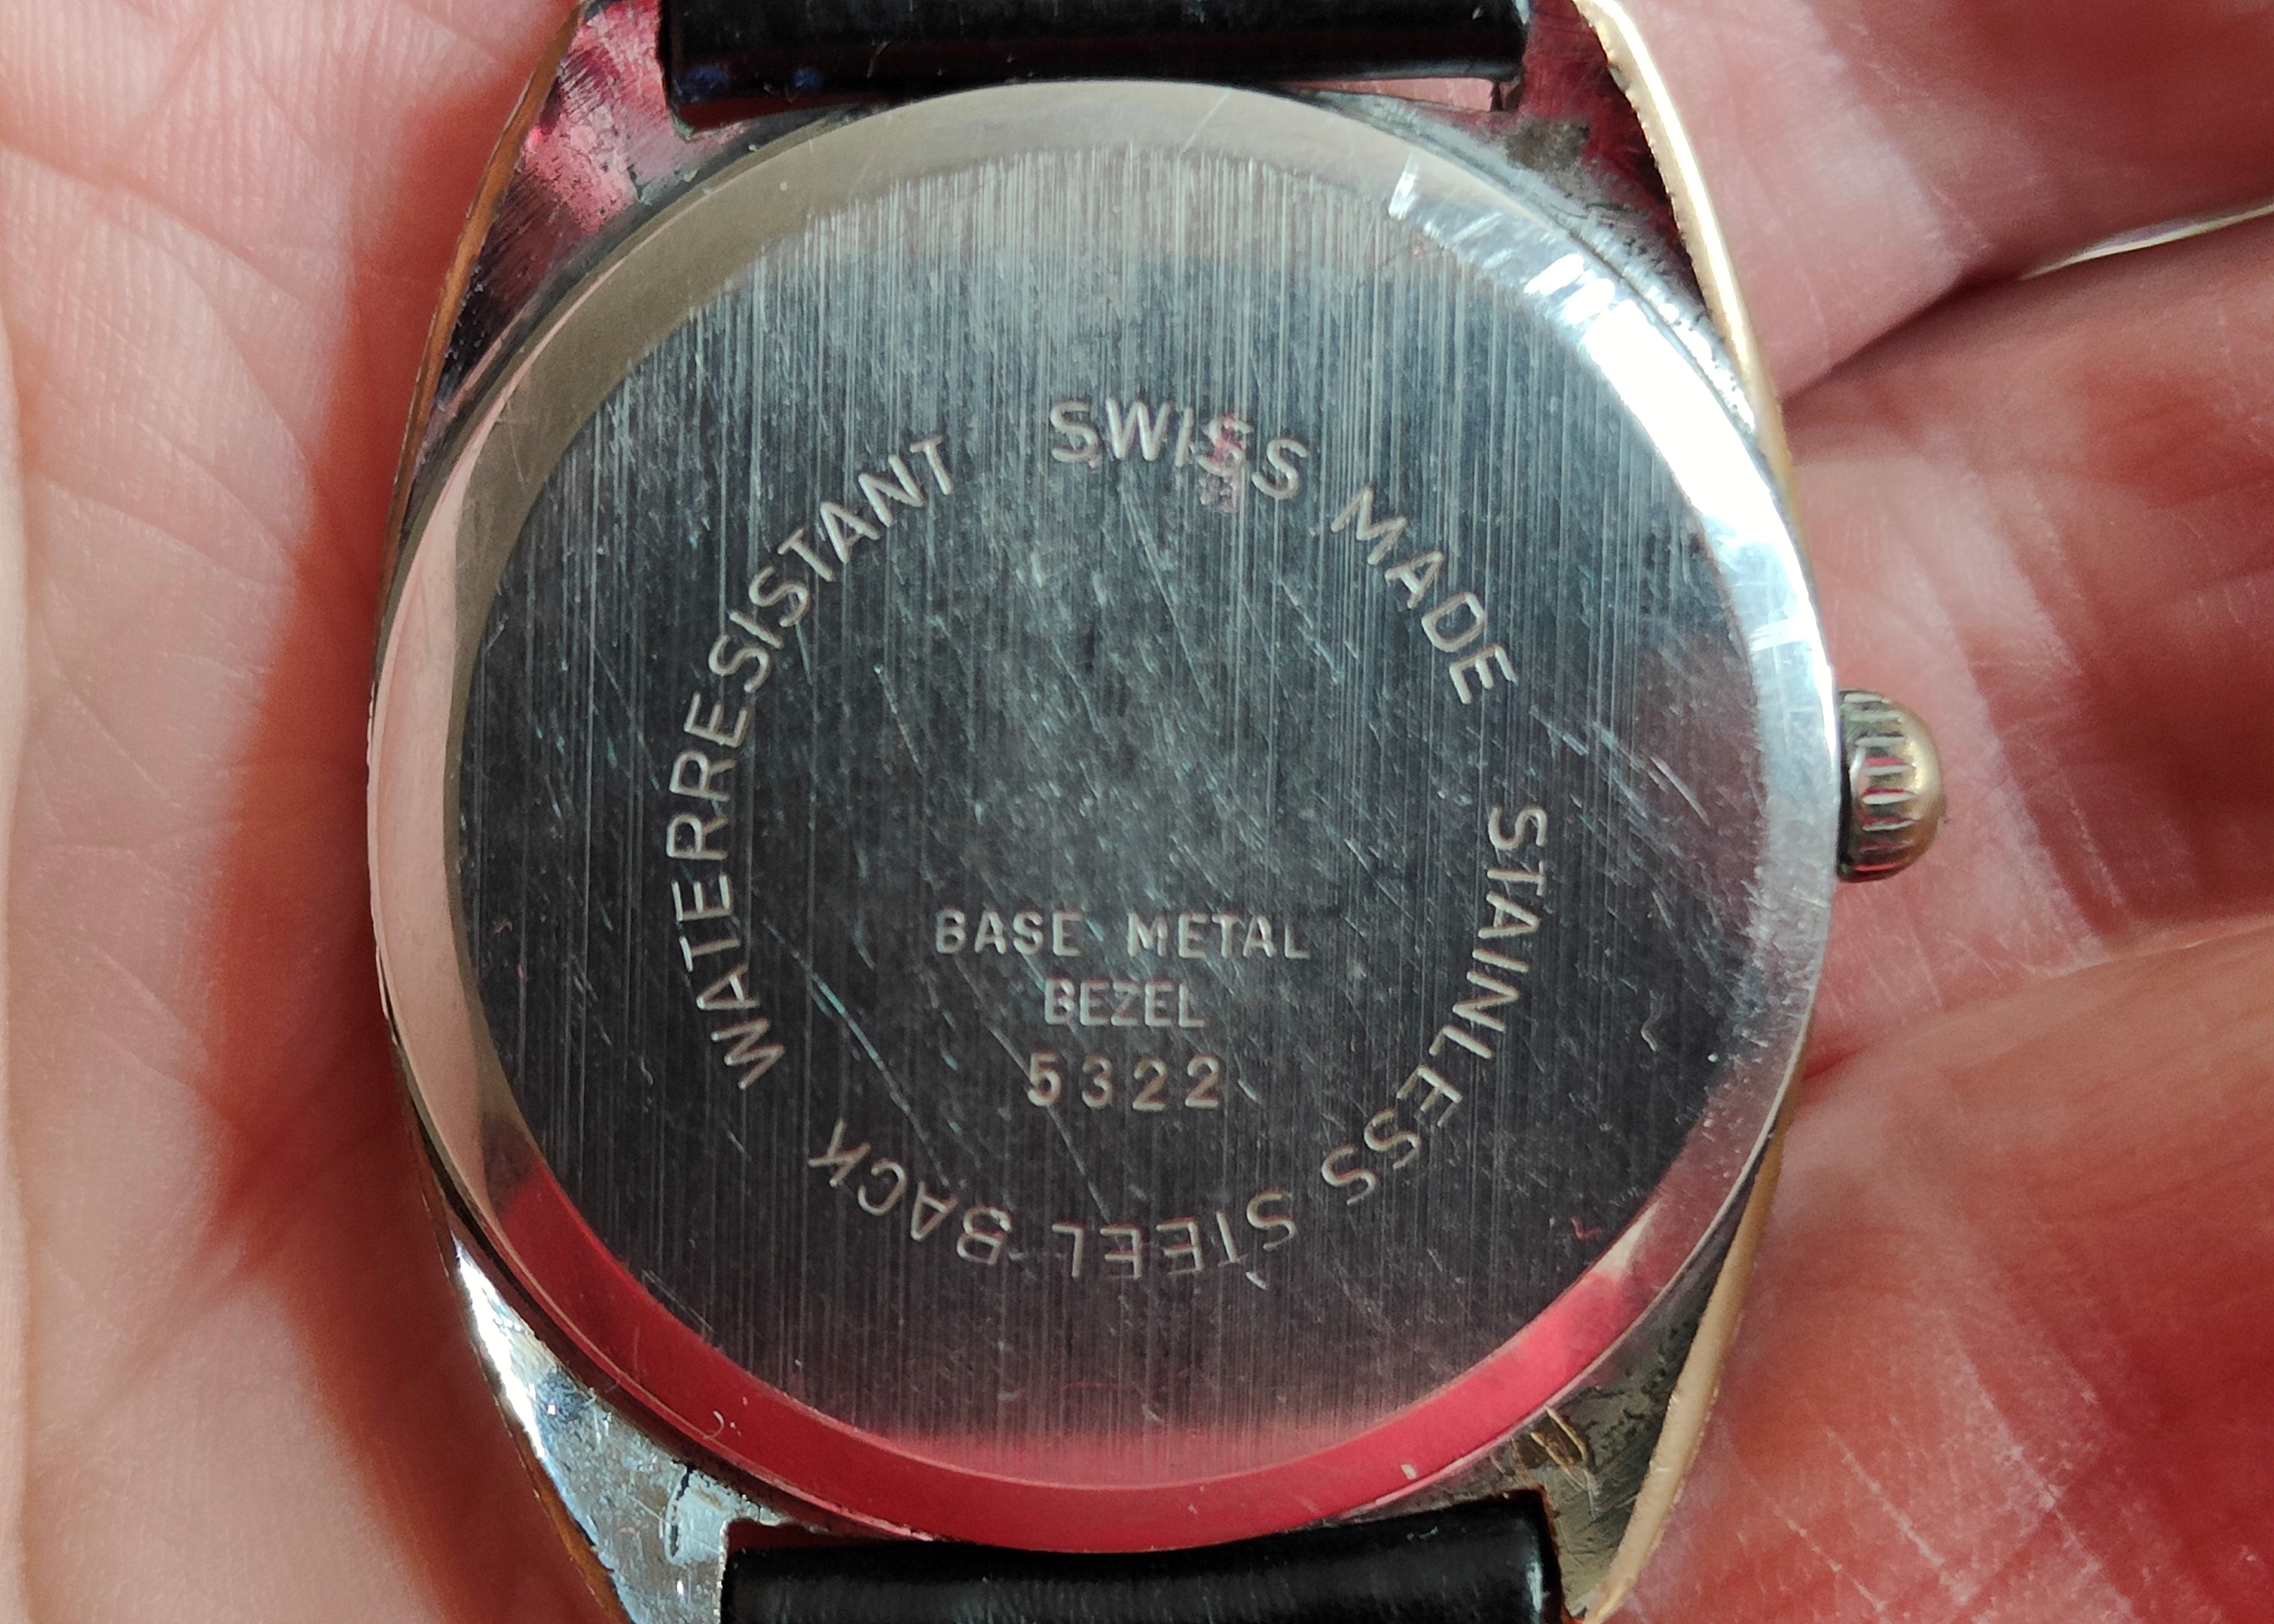 WATERRESISTANT SWISS MADE STAINLESS STEEL BACK
BASE METAL
BEZEL
5322